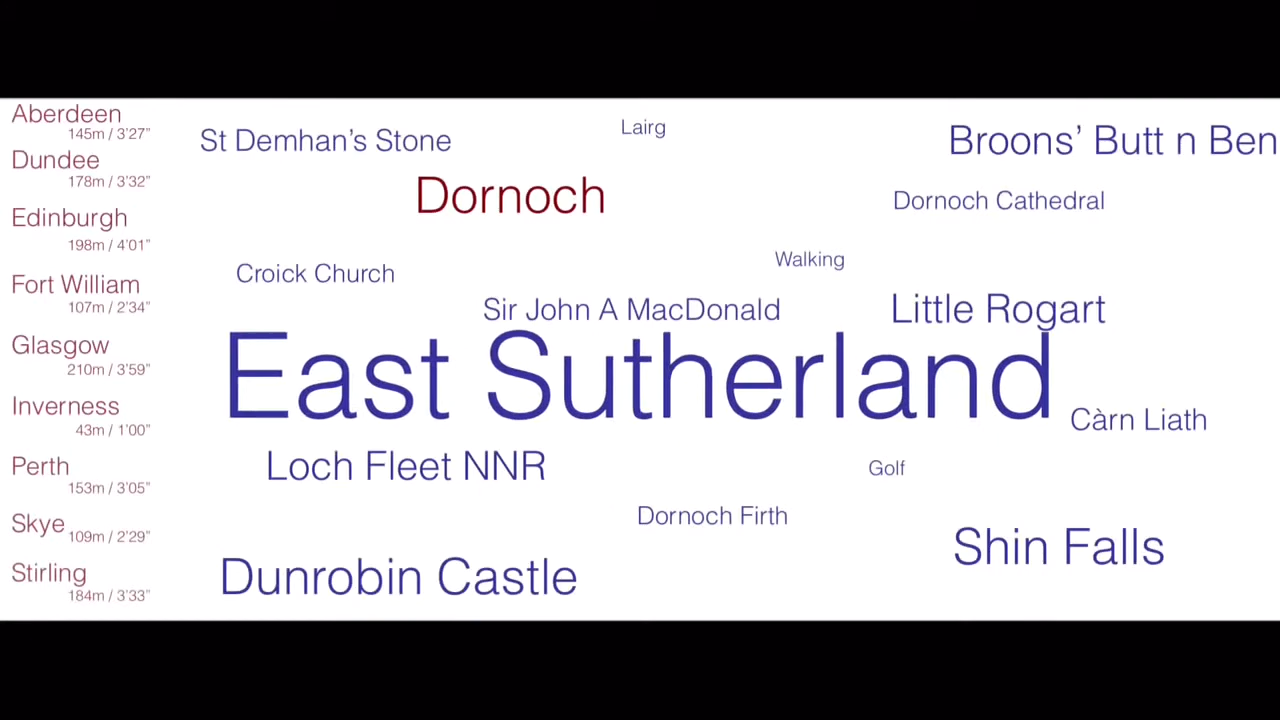 Aberdeen
145m / 3’27”
Dundee
178m / 3’32”
Edinburgh
198m / 4’01”
Fort William
107m / 2’34”
Glasgow
210m / 3’59”
Inverness
43m / 1’00”
Perth
153m / 3’05”
Skye
109m / 2’29”
Stirling
184m / 3’33”
Lairg
St Demhan’s Stone
Broons’ Butt n Ben
Dornoch
Dornoch Cathedral
Walking
Croick Church
Sir John A MacDonald
Little Rogart
East Sutherland
Càrn Liath
Loch Fleet NNR
Golf
Dornoch Firth
Shin Falls
Dunrobin Castle